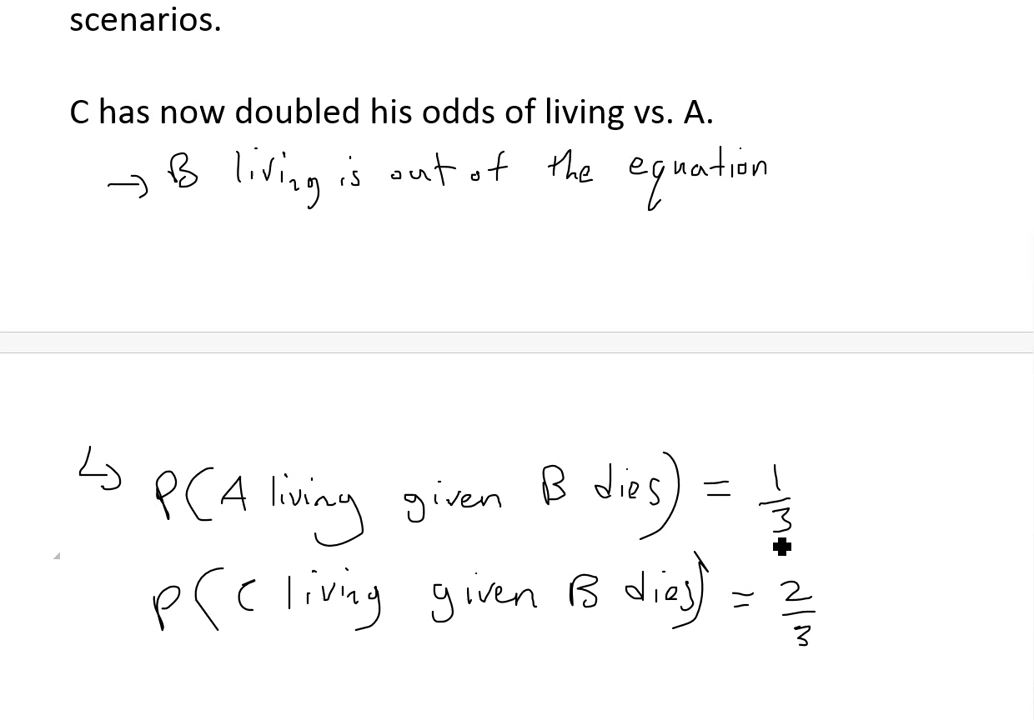 scenarios.
C has now doubled his odds of living vs. A.
→ B living is out of the equation
↳ P(A living given B dies) = 1/3
P(C living given B dies) = 2/3